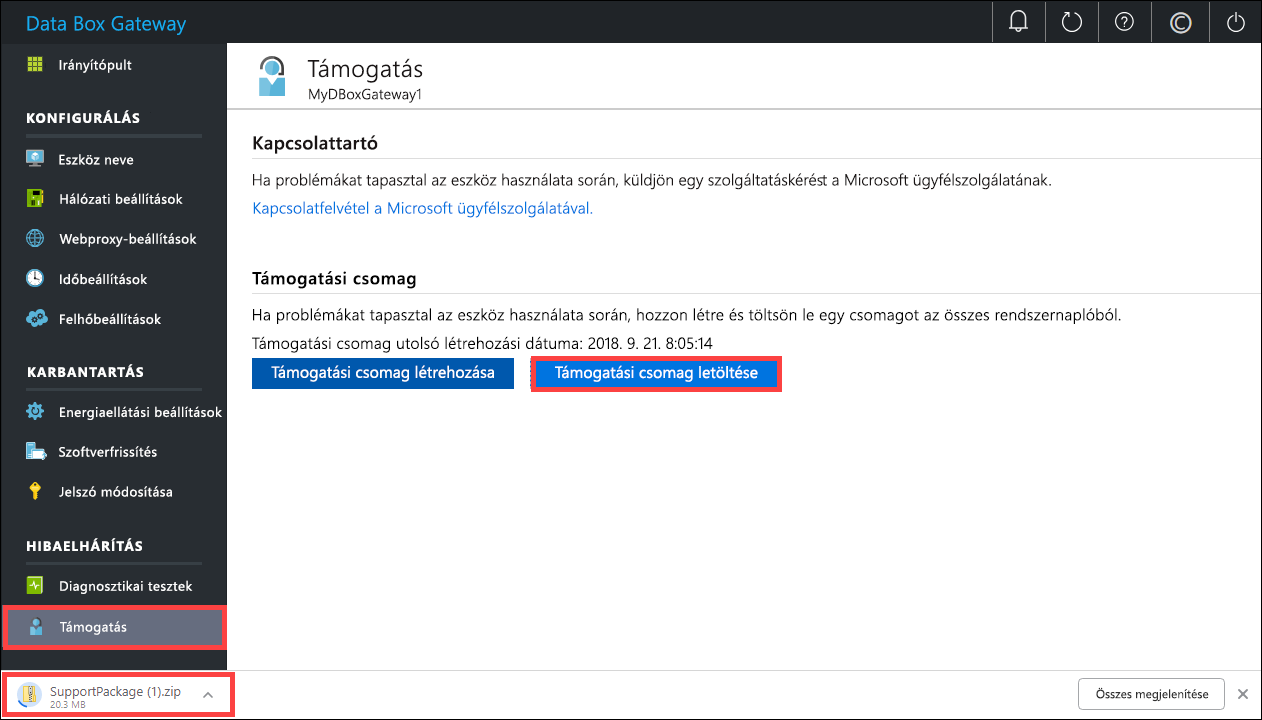 Data Box Gateway
Irányítópult
KONFIGURÁLÁS
Eszköz neve
Hálózati beállítások
Webproxy-beállítások
Időbeállítások
Felhőbeállítások
KARBANTARTÁS
Energiaellátási beállítások
Szoftverfrissítés
Jelszó módosítása
HIBAELHÁRÍTÁS
Diagnosztikai tesztek
Támogatás
Támogatás
MyDBoxGateway1
Kapcsolattartó
Ha problémákat tapasztal az eszköz használata során, küldjön egy szolgáltatáskérést a Microsoft ügyfélszolgálatának.
Kapcsolatfelvétel a Microsoft ügyfélszolgálatával.
Támogatási csomag
Ha problémákat tapasztal az eszköz használata során, hozzon létre és töltsön le egy csomagot az összes rendszernaplóból.
Támogatási csomag utolsó létrehozási dátuma: 2018. 9. 21. 8:05:14
Támogatási csomag létrehozása
Támogatási csomag letöltése
SupportPackage (1).zip
20.3 MB
Összes megjelenítése